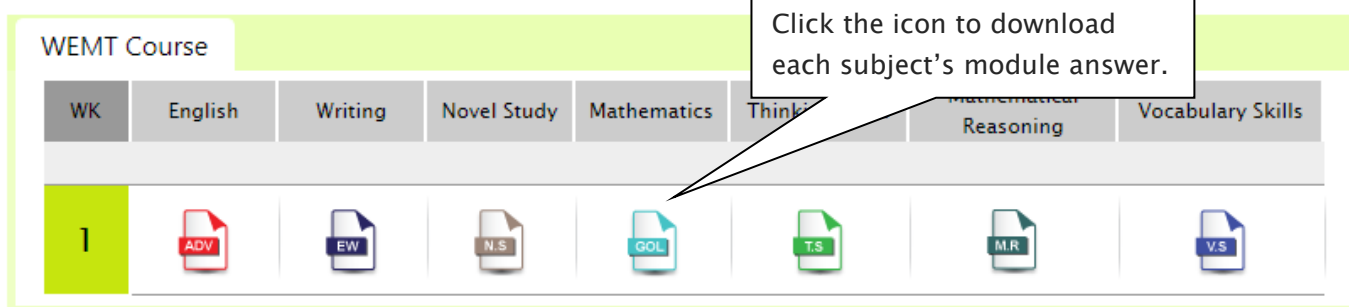 Click the icon to download
each subject's module answer.
WEMT Course
WK
English
Writing
Novel Study
Mathematics
Reasoning
Vocabulary Skills
1
ADV
EW
N.S
GOL
T.S
M.R
V.S